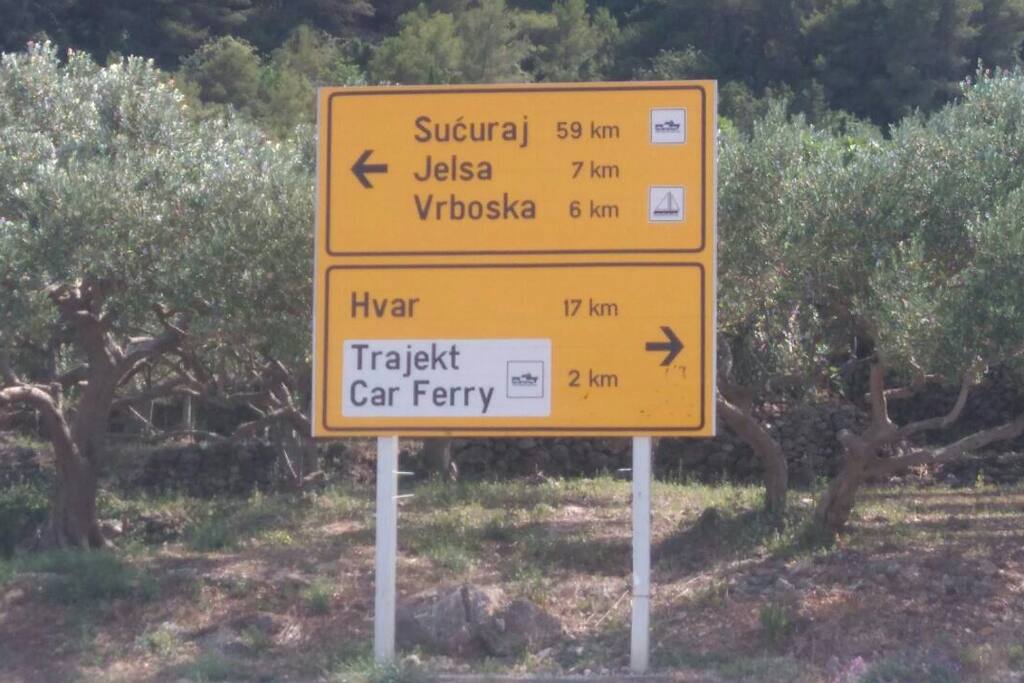 Sućuraj 59 km
Jelsa 7 km
Vrboska 6 km
Hvar 17 km
Trajekt
Car Ferry 2 km